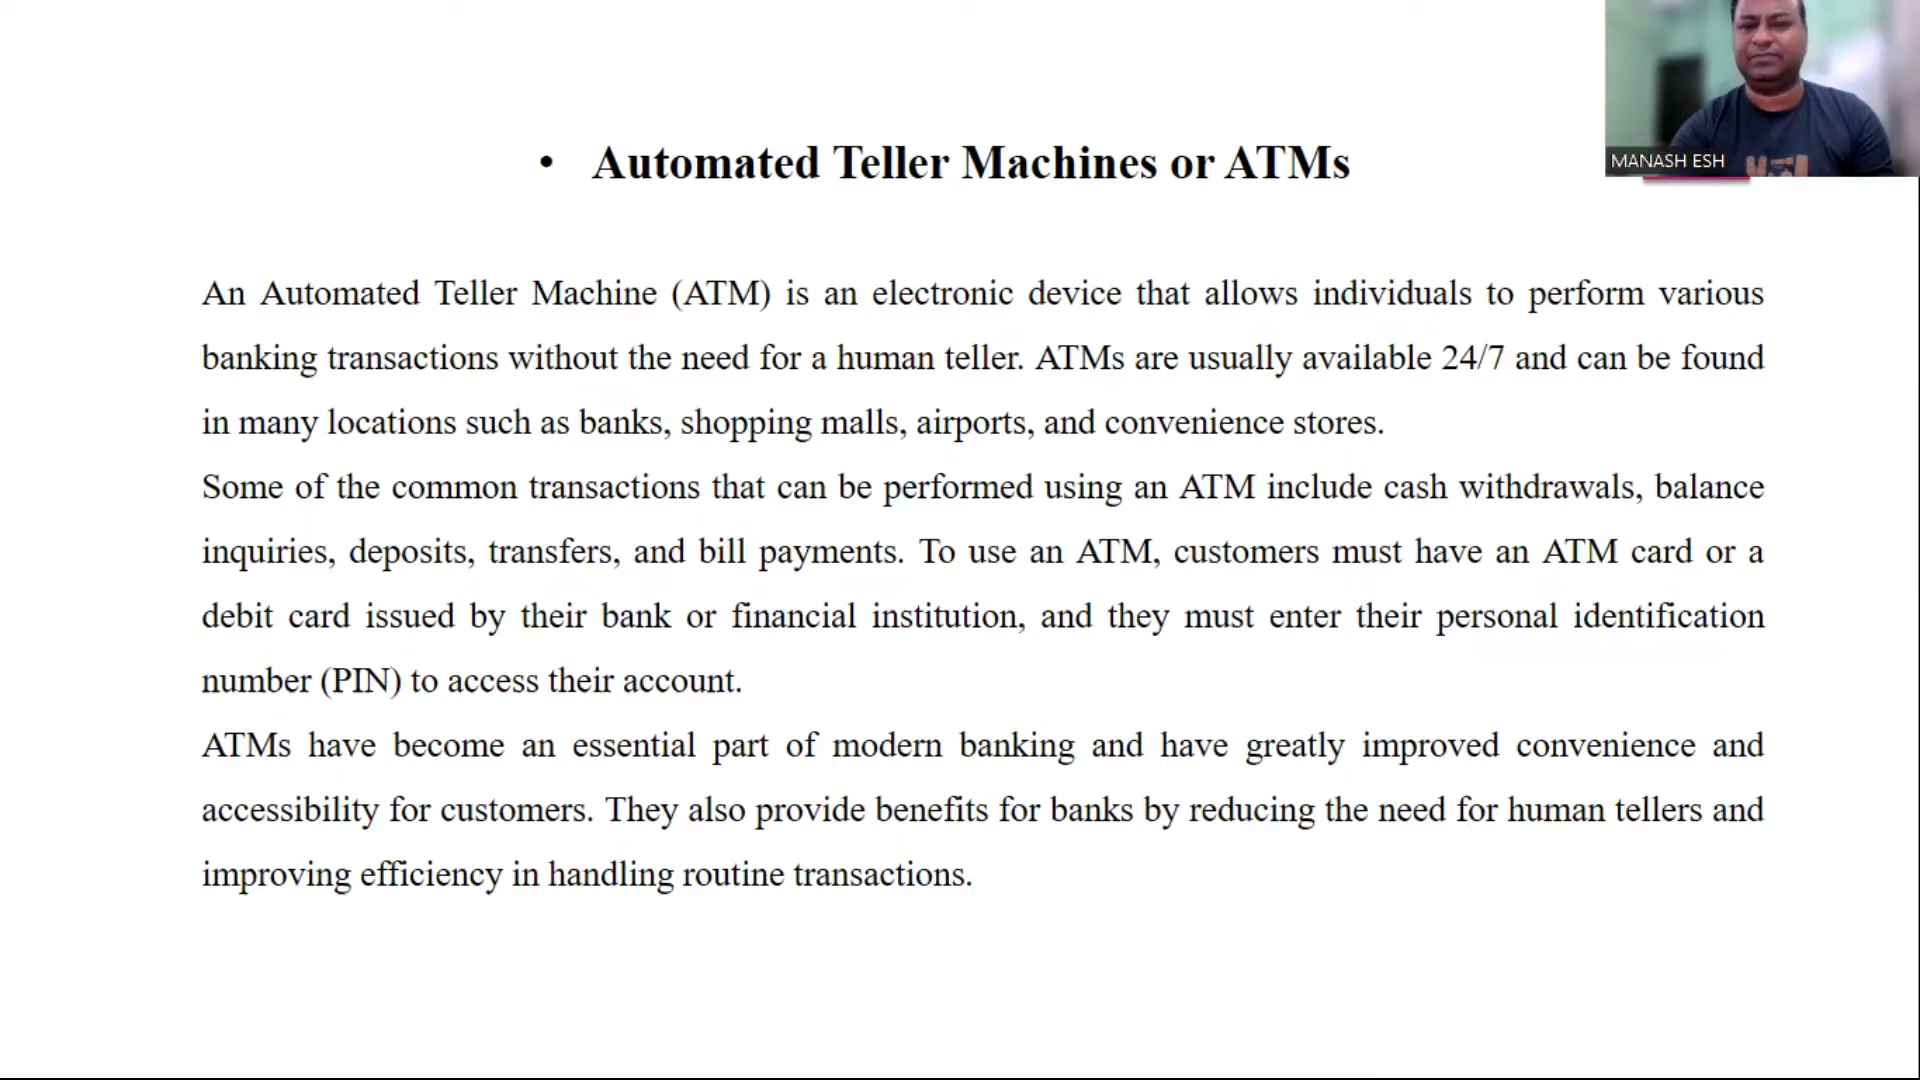 • Automated Teller Machines or ATMs
MANASH ESH
An Automated Teller Machine (ATM) is an electronic device that allows individuals to perform various
banking transactions without the need for a human teller. ATMs are usually available 24/7 and can be found
in many locations such as banks, shopping malls, airports, and convenience stores.
Some of the common transactions that can be performed using an ATM include cash withdrawals, balance
inquiries, deposits, transfers, and bill payments. To use an ATM, customers must have an ATM card or a
debit card issued by their bank or financial institution, and they must enter their personal identification
number (PIN) to access their account.
ATMs have become an essential part of modern banking and have greatly improved convenience and
accessibility for customers. They also provide benefits for banks by reducing the need for human tellers and
improving efficiency in handling routine transactions.